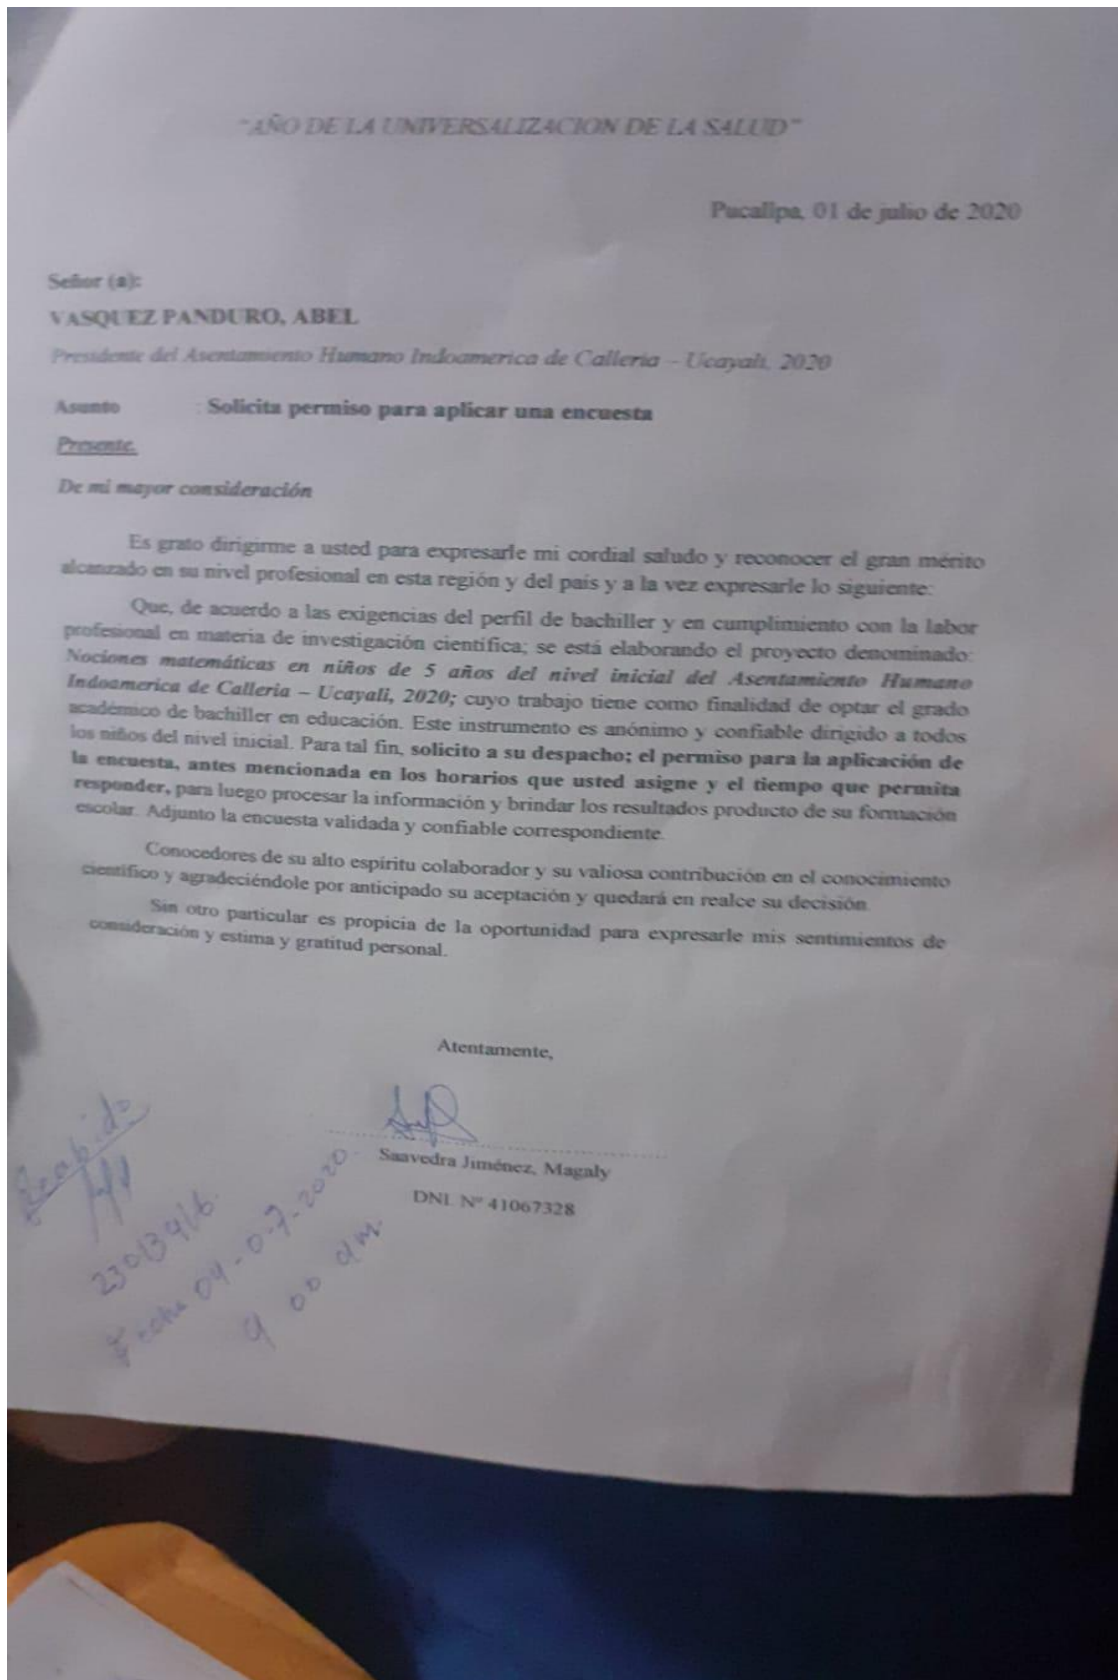 "AÑO DE LA UNIVERSALIZACION DE LA SALUD"
Pucallpa, 01 de julio de 2020
Señor (a):
VASQUEZ PANDURO, ABEL
Presidente del Asentamiento Humano Indoamerica de Calleria – Ucayali, 2020
Asunto : Solicita permiso para aplicar una encuesta
Presente.
De mi mayor consideración
Es grato dirigirme a usted para expresarle mi cordial saludo y reconocer el gran mérito
alcanzado en su nivel profesional en esta región y del país y a la vez expresarle lo siguiente:
Que, de acuerdo a las exigencias del perfil de bachiller y en cumplimiento con la labor
profesional en materia de investigación científica; se está elaborando el proyecto denominado:
Nociones matemáticas en niños de 5 años del nivel inicial del Asentamiento Humano
Indoamerica de Calleria – Ucayali, 2020; cuyo trabajo tiene como finalidad de optar el grado
académico de bachiller en educación. Este instrumento es anónimo y confiable dirigido a todos
los niños del nivel inicial. Para tal fin, solicito a su despacho; el permiso para la aplicación de
la encuesta, antes mencionada en los horarios que usted asigne y el tiempo que permita
responder, para luego procesar la información y brindar los resultados producto de su formación
escolar. Adjunto la encuesta validada y confiable correspondiente.
Conocedores de su alto espíritu colaborador y su valiosa contribución en el conocimiento
científico y agradeciéndole por anticipado su aceptación y quedará en realce su decisión.
Sin otro particular es propicia de la oportunidad para expresarle mis sentimientos de
consideración y estima y gratitud personal.
Atentamente,
Saavedra Jiménez, Magaly
DNI. Nº 41067328
Recibido
Fecha 04-07-2020.
9 00 am.